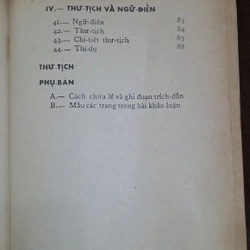 IV.— THƯ-TỊCH VÀ NGỮ-ĐIỂN
41.— Ngữ-điển 83
42.— Thư-tịch 84
43.— Chi-tiết thư-tịch 85
44.— Thí-dụ 88
THƯ TỊCH
PHỤ BẢN
A.— Cách chừa lề và ghi đoạn trích-dẫn
B.— Mẫu các trang trong bài khảo-luận